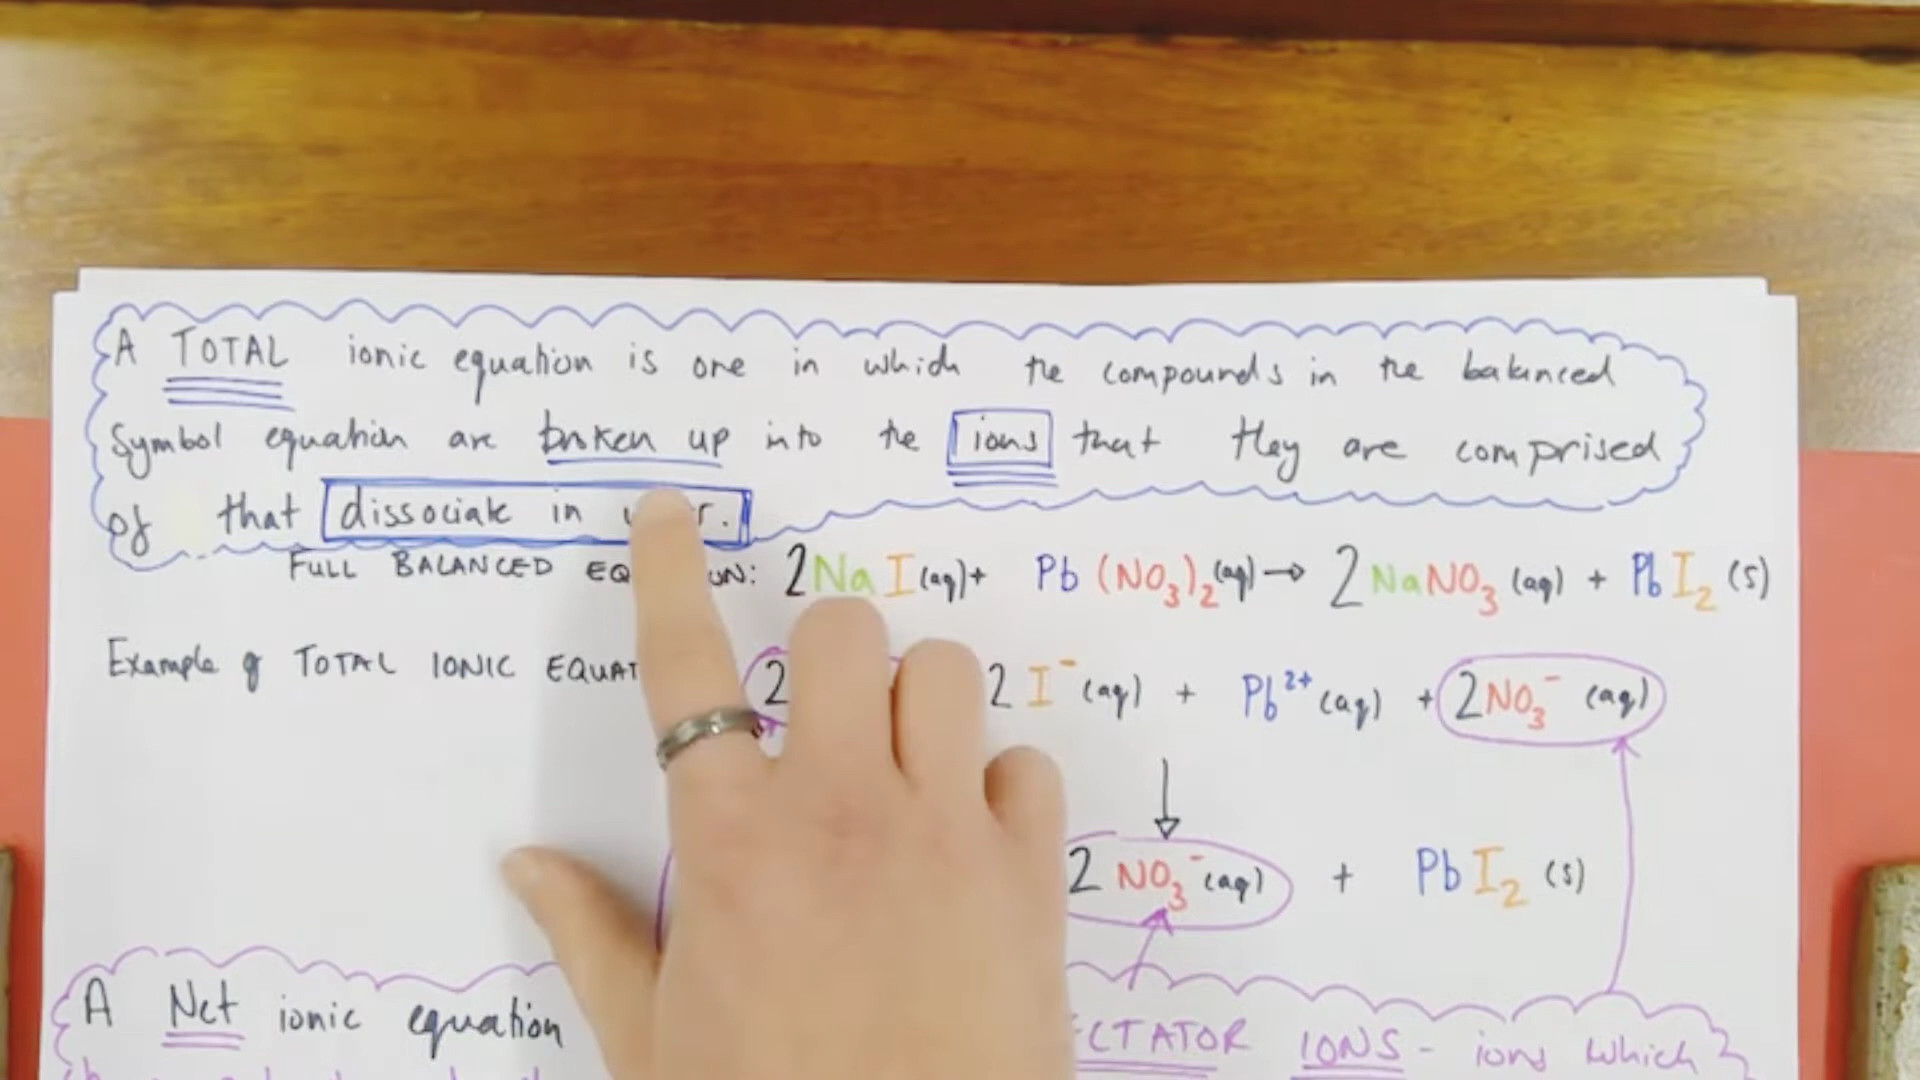 A TOTAL ionic equation is one in which the compounds in the balanced
Symbol equation are broken up into the ions that they are comprised
of that dissociate in
FULL BALANCED 2NaI(aq)+ Pb(NO₃)₂(aq)→ 2NaNO₃(aq) + PbI₂(s)
Example of TOTAL IONIC 2 2I⁻(aq) + Pb²⁺(aq) + 2NO₃⁻(aq)
2NO₃⁻(aq) + PbI₂(s)
A Net ionic equation
IONS - ions which